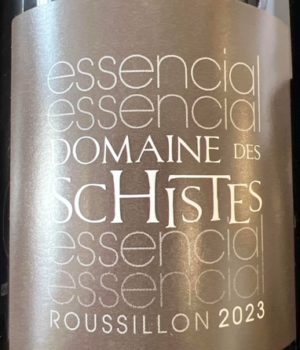 essencial
essencial
DOMAINE DES
SCHISTES
essencial
essencial
ROUSSILLON 2023